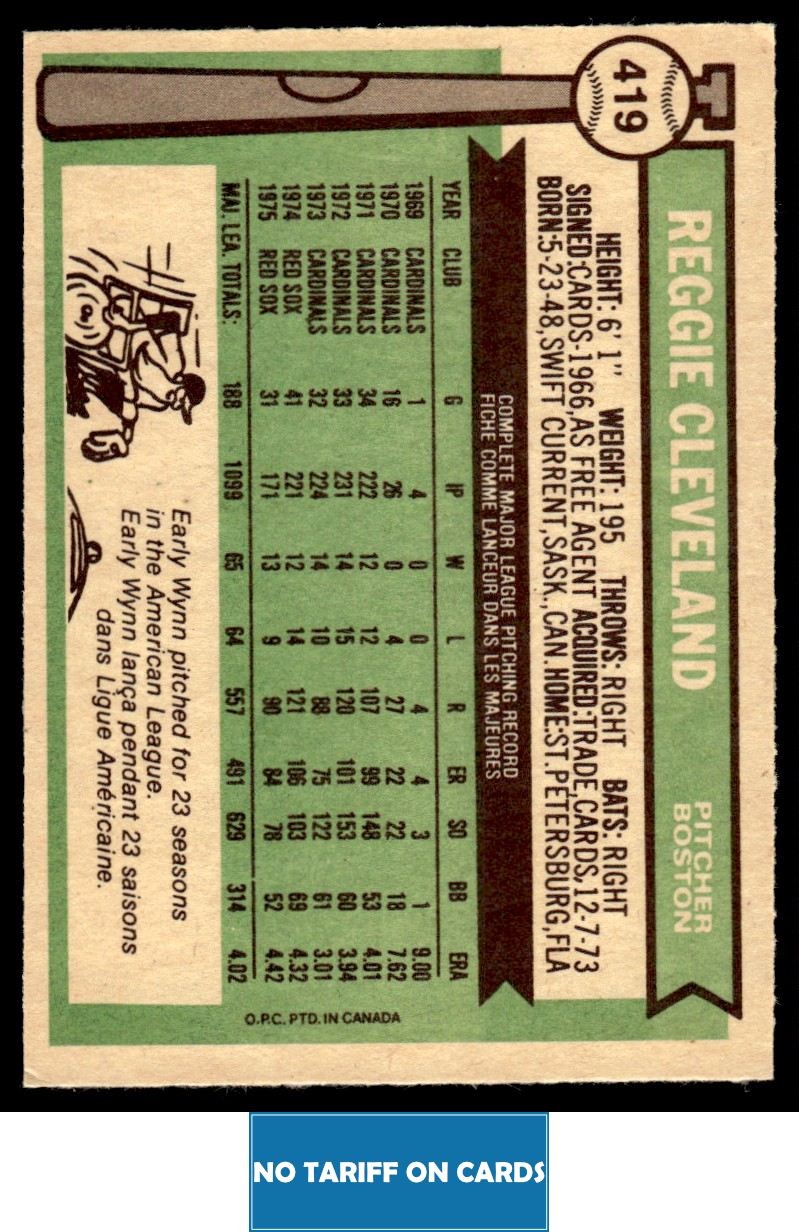 419
REGGIE CLEVELAND
PITCHER
BOSTON
HEIGHT: 6' 1" WEIGHT: 195 THROWS: RIGHT BATS: RIGHT
SIGNED:CARDS-1966,AS FREE AGENT ACQUIRED:TRADE,CARDS,12-7-73
BORN:5-23-48,SWIFT CURRENT,SASK.,CAN.HOME:ST.PETERSBURG,FLA
COMPLETE MAJOR LEAGUE PITCHING RECORD
FICHE COMME LANCEUR DANS LES MAJEURES
YEAR CLUB G IP W L R ER SO BB ERA
1969 CARDINALS 1 4 0 0 4 4 3 1 9.00
1970 CARDINALS 16 26 0 4 27 22 22 18 7.62
1971 CARDINALS 34 222 12 12 107 99 148 53 4.01
1972 CARDINALS 33 231 14 15 120 101 153 60 3.94
1973 CARDINALS 32 224 14 10 88 75 122 61 3.01
1974 RED SOX 41 221 12 14 121 106 103 69 4.32
1975 RED SOX 31 171 13 9 90 84 78 52 4.42
MAJ. LEA. TOTALS: 188 1099 65 64 557 491 629 314 4.02
Early Wynn pitched for 23 seasons
in the American League.
Early Wynn lança pendant 23 saisons
dans Ligue Américaine.
O.P.C. PTD. IN CANADA
NO TARIFF ON CARDS